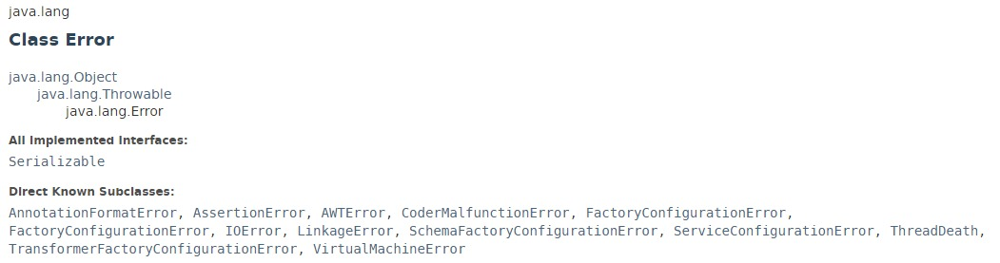 java.lang
Class Error
java.lang.Object
java.lang.Throwable
java.lang.Error
All Implemented Interfaces:
Serializable
Direct Known Subclasses:
AnnotationFormatError, AssertionError, AWTError, CoderMalfunctionError, FactoryConfigurationError,
FactoryConfigurationError, IOError, LinkageError, SchemaFactoryConfigurationError, ServiceConfigurationError, ThreadDeath,
TransformerFactoryConfigurationError, VirtualMachineError